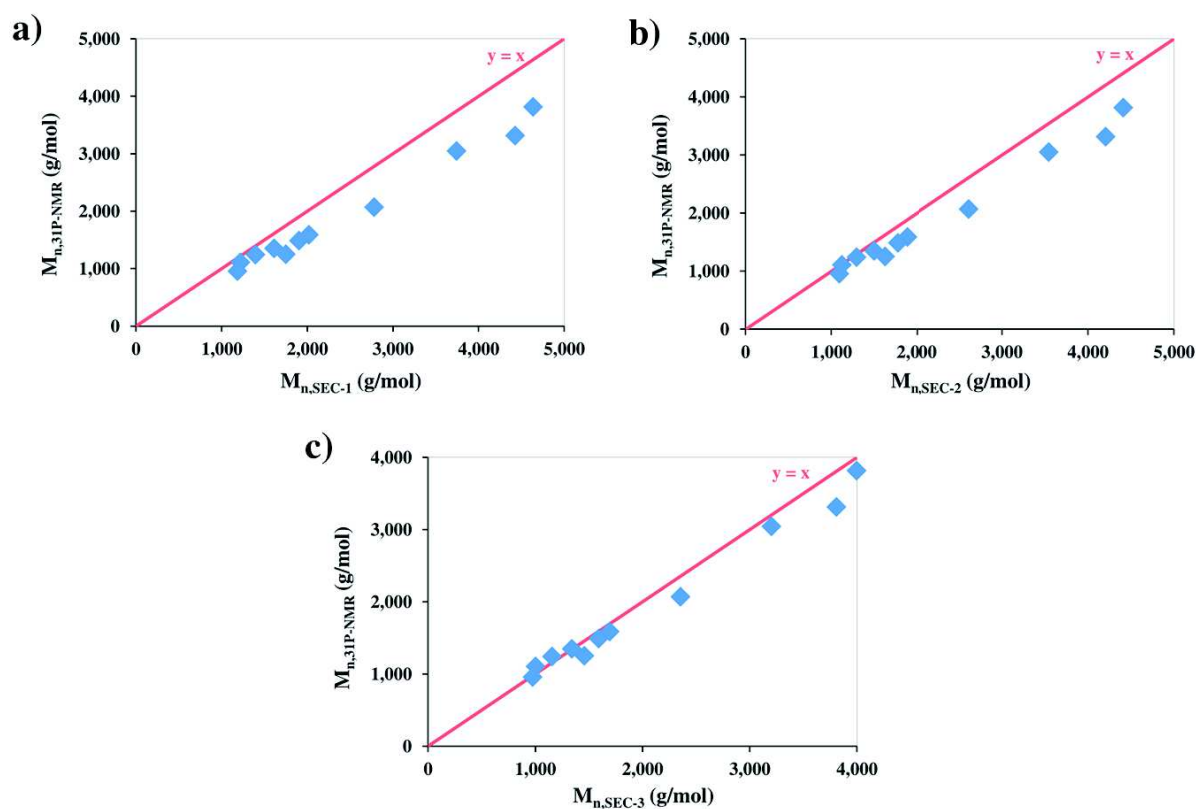 a)
5,000
4,000
3,000
2,000
1,000
0
y = x
Mn,31P-NMR (g/mol)
0 1,000 2,000 3,000 4,000 5,000
Mn,SEC-1 (g/mol)
b)
5,000
4,000
3,000
2,000
1,000
0
y = x
Mn,31P-NMR (g/mol)
0 1,000 2,000 3,000 4,000 5,000
Mn,SEC-2 (g/mol)
c)
4,000
3,000
2,000
1,000
0
y = x
Mn,31P-NMR (g/mol)
0 1,000 2,000 3,000 4,000
Mn,SEC-3 (g/mol)